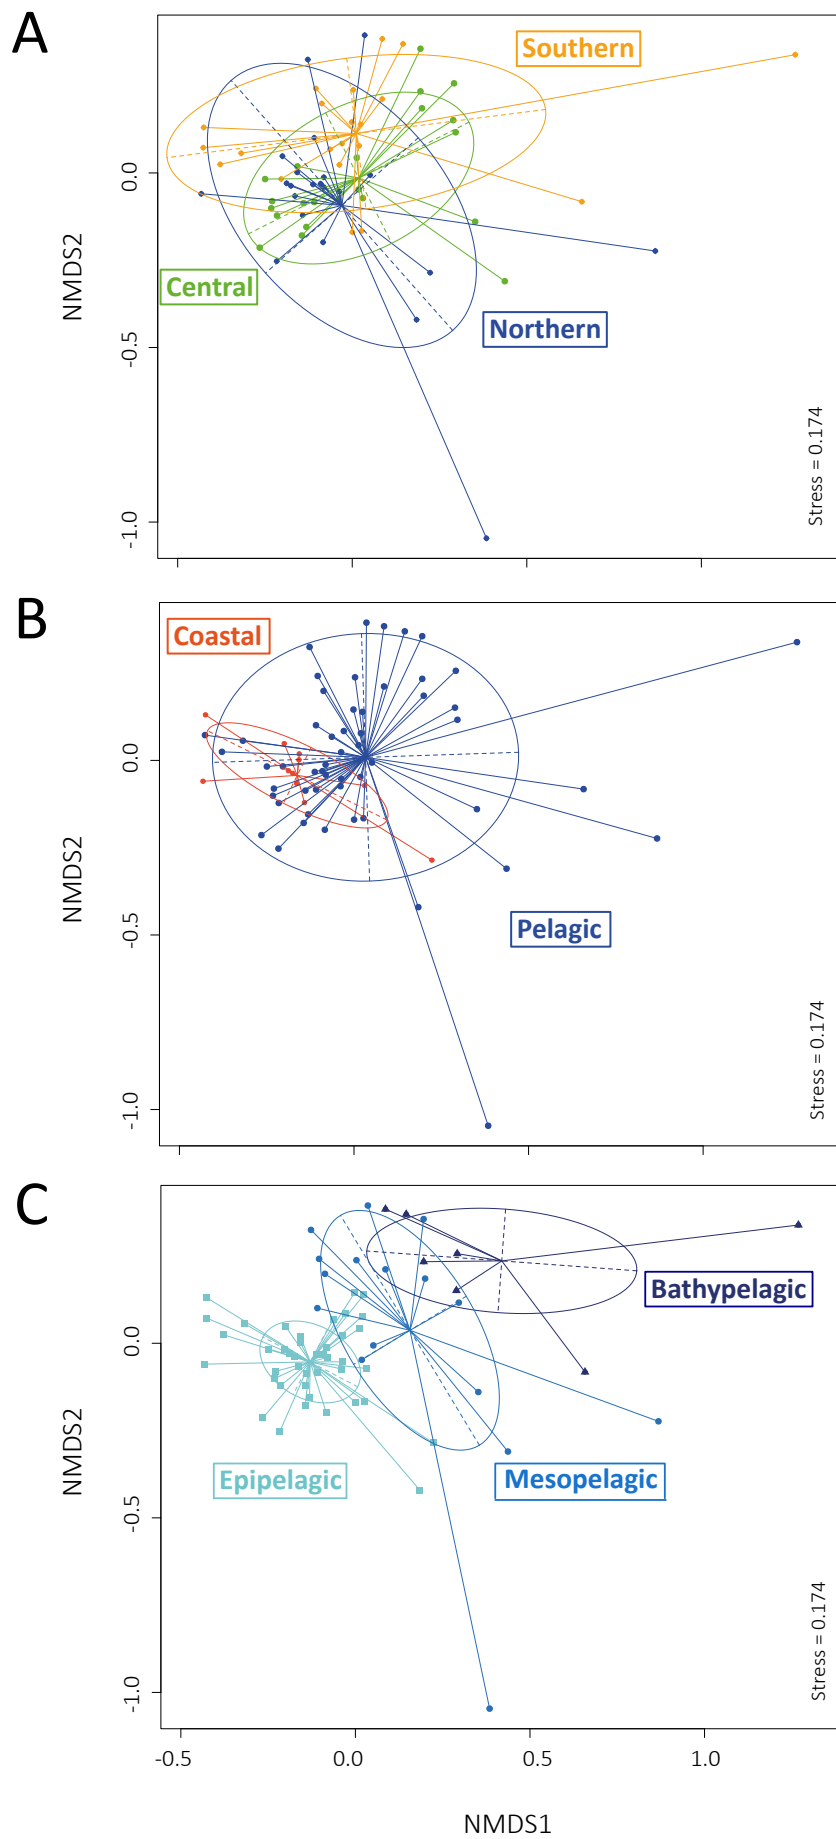 A
Southern
0.0
Central
Northern
NMDS2
-0.5
-1.0
Stress = 0.174
B
Coastal
0.0
NMDS2
Pelagic
-0.5
-1.0
Stress = 0.174
C
Bathypelagic
0.0
NMDS2
Epipelagic
Mesopelagic
-0.5
-1.0
Stress = 0.174
-0.5 0.0 0.5 1.0
NMDS1